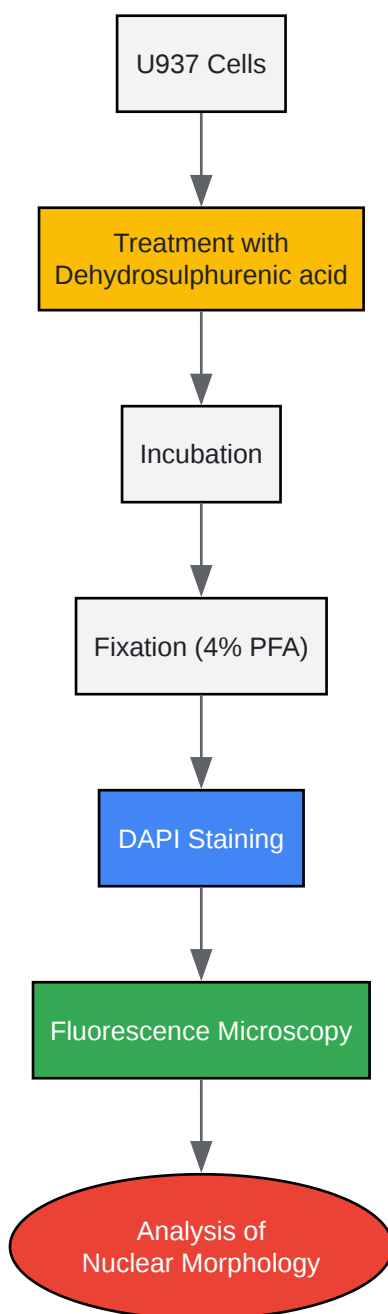 U937 Cells
Treatment with
Dehydrosulphurenic acid
Incubation
Fixation (4% PFA)
DAPI Staining
Fluorescence Microscopy
Analysis of
Nuclear Morphology